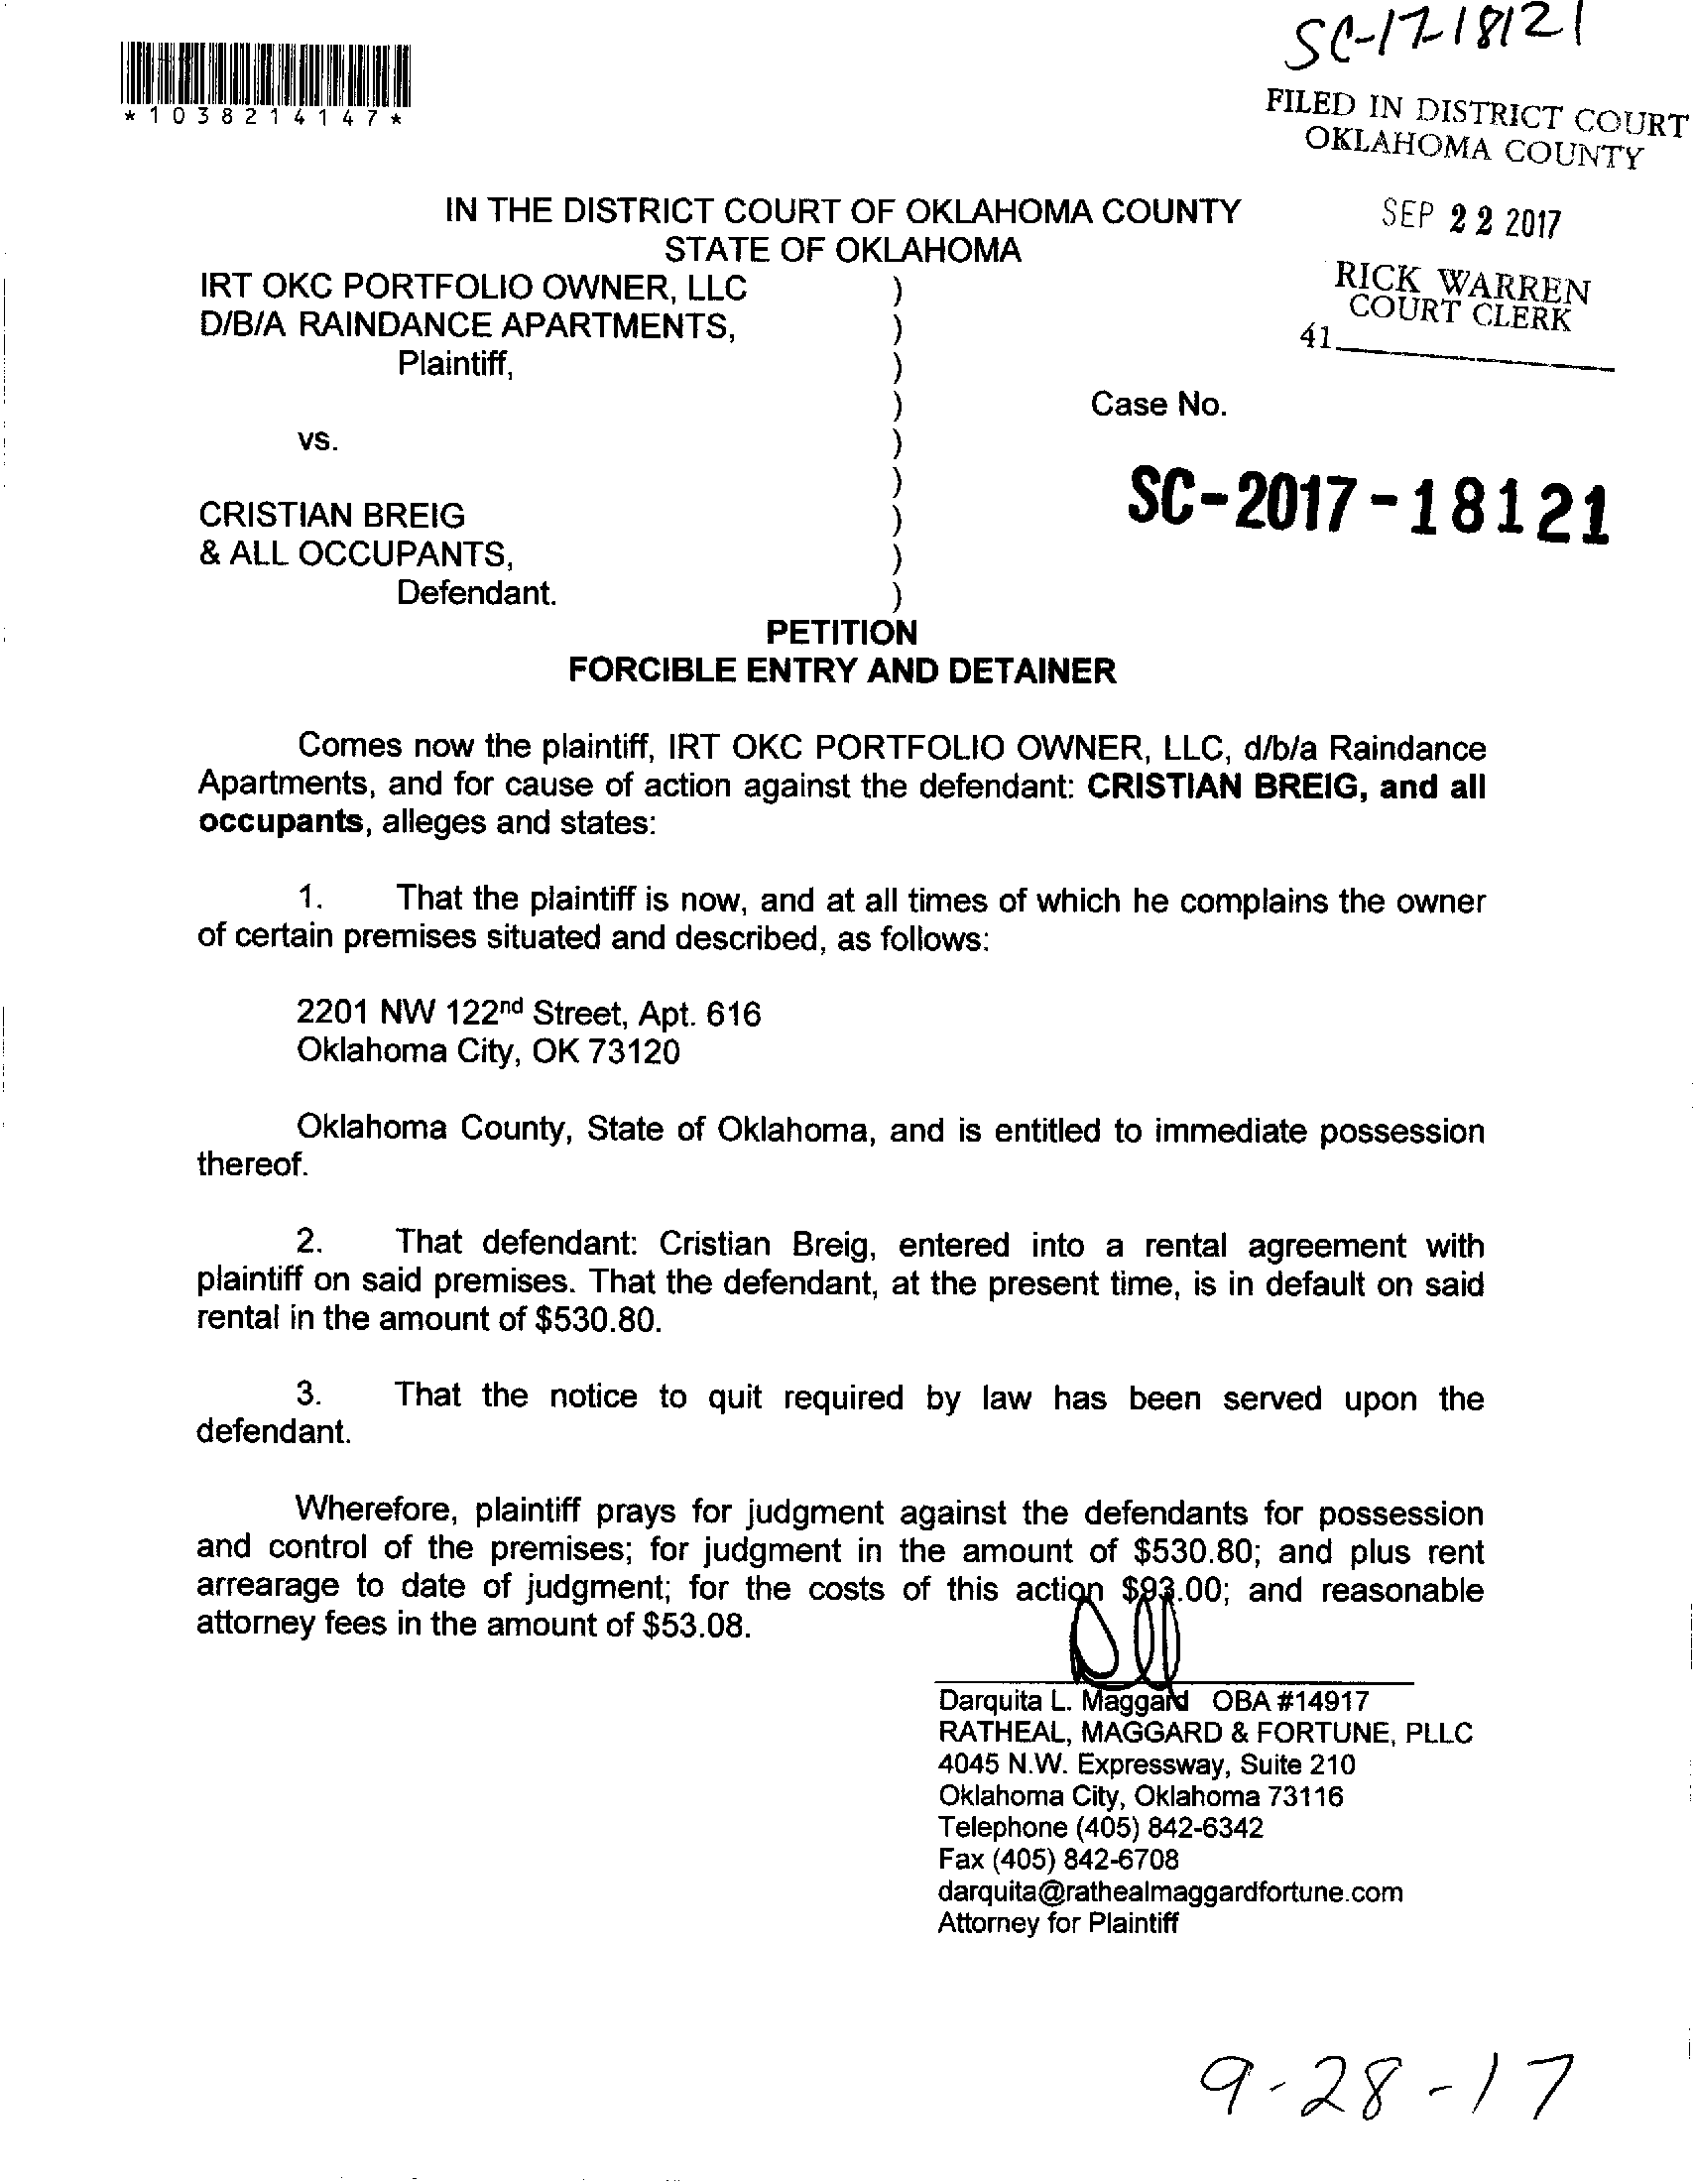 SC-17-18121
*1038214147*
FILED IN DISTRICT COURT
OKLAHOMA COUNTY
SEP 22 2017
RICK WARREN
COURT CLERK
41
IN THE DISTRICT COURT OF OKLAHOMA COUNTY
STATE OF OKLAHOMA
IRT OKC PORTFOLIO OWNER, LLC )
D/B/A RAINDANCE APARTMENTS, )
Plaintiff, )
) Case No.
vs. )
) SC-2017-18121
CRISTIAN BREIG )
& ALL OCCUPANTS, )
Defendant. )
PETITION
FORCIBLE ENTRY AND DETAINER
Comes now the plaintiff, IRT OKC PORTFOLIO OWNER, LLC, d/b/a Raindance
Apartments, and for cause of action against the defendant: CRISTIAN BREIG, and all
occupants, alleges and states:
1. That the plaintiff is now, and at all times of which he complains the owner
of certain premises situated and described, as follows:
2201 NW 122nd Street, Apt. 616
Oklahoma City, OK 73120
Oklahoma County, State of Oklahoma, and is entitled to immediate possession
thereof.
2. That defendant: Cristian Breig, entered into a rental agreement with
plaintiff on said premises. That the defendant, at the present time, is in default on said
rental in the amount of $530.80.
3. That the notice to quit required by law has been served upon the
defendant.
Wherefore, plaintiff prays for judgment against the defendants for possession
and control of the premises; for judgment in the amount of $530.80; and plus rent
arrearage to date of judgment; for the costs of this action $93.00; and reasonable
attorney fees in the amount of $53.08.
Darquita L. Maggard OBA #14917
RATHEAL, MAGGARD & FORTUNE, PLLC
4045 N.W. Expressway, Suite 210
Oklahoma City, Oklahoma 73116
Telephone (405) 842-6342
Fax (405) 842-6708
darquita@rathealmaggardfortune.com
Attorney for Plaintiff
9-28-17